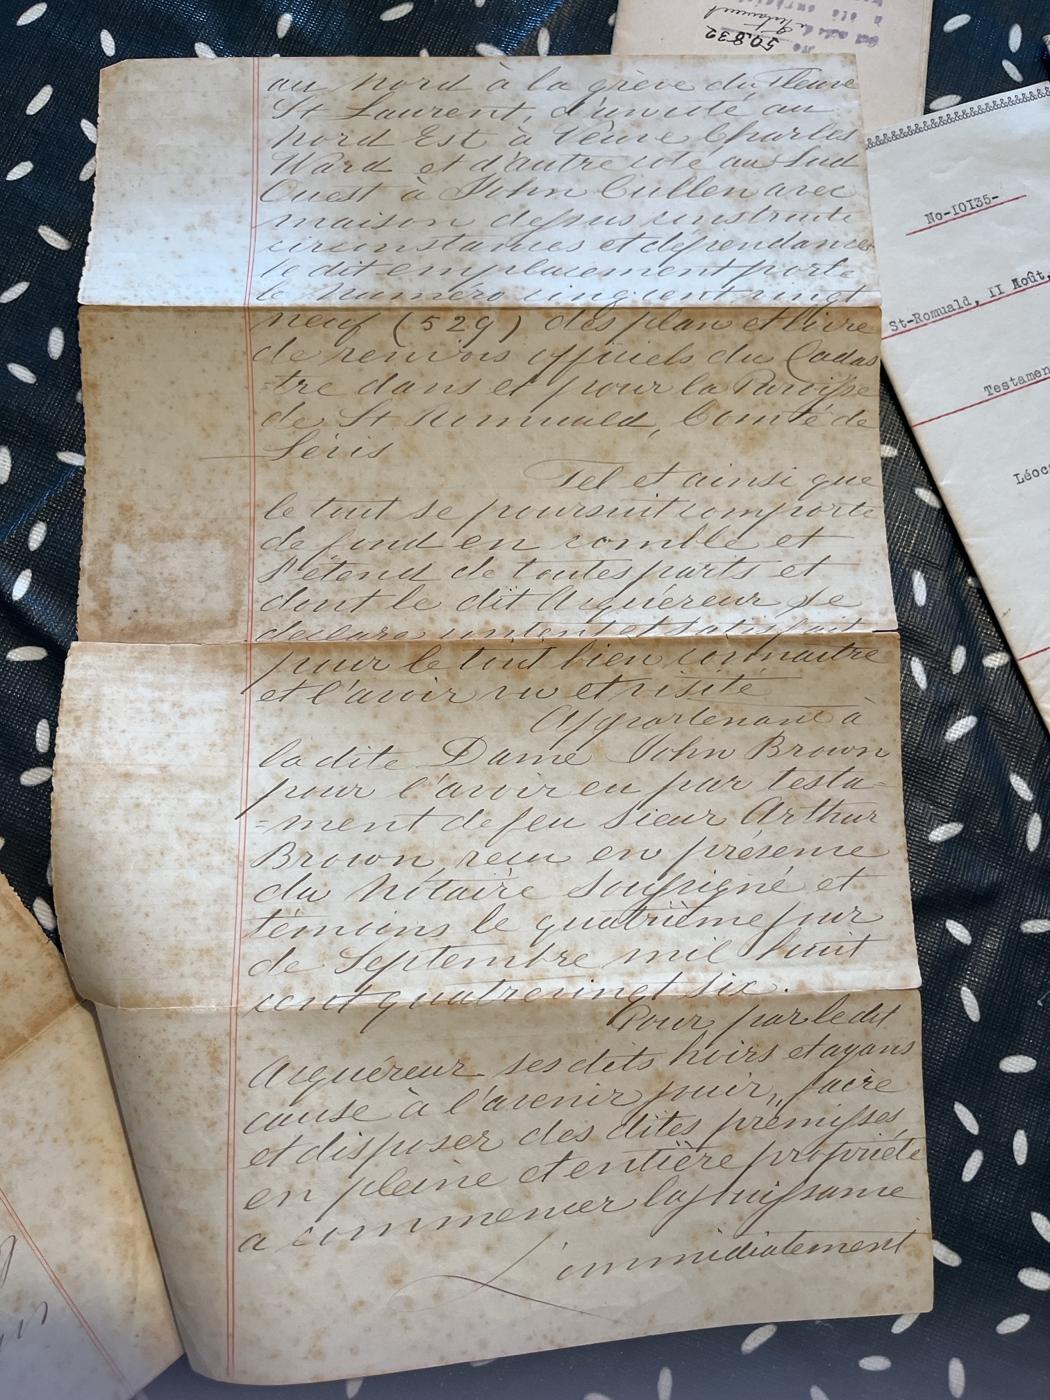 au nord à la grève du Fleuve
St Laurent, d'un côté au
Nord Est à Veuve Charles
Ward et d'autre côté au Sud
Ouest à John Cullen avec
maison dessus construite
circonstances et dépendances
le dit emplacement porte
le numéro cinq cent vingt
neuf (529) des plan et livre
de renvois officiels du Cadas
-tre dans et pour la Paroisse
de St Romuald, Comté de
Lévis
Tel et ainsi que
le tout se poursuit comporte
de fond en comble et
s'étend de toutes parts et
dont le dit Acquéreur se
déclare content et satisfait
pour le tout bien connaitre
et l'avoir vu et visité
Appartenant à
la dite Dame John Brown
pour l'avoir eu par testa-
-ment de feu Sieur Arthur
Brown, reçu en présence
du Notaire Soussigné et
témoins le quatrième jour
de Septembre mil huit
cent quatre vingt six.
Pour, par le dit
Acquéreur ses dits hoirs et ayans
cause à l'avenir jouir, faire
et disposer des dites prémisses,
en pleine et entière propriété
a commencer la jouissance
immidiatement
50.832
No-10135-
St-Romuald, II Août,
Testamen
Léoc